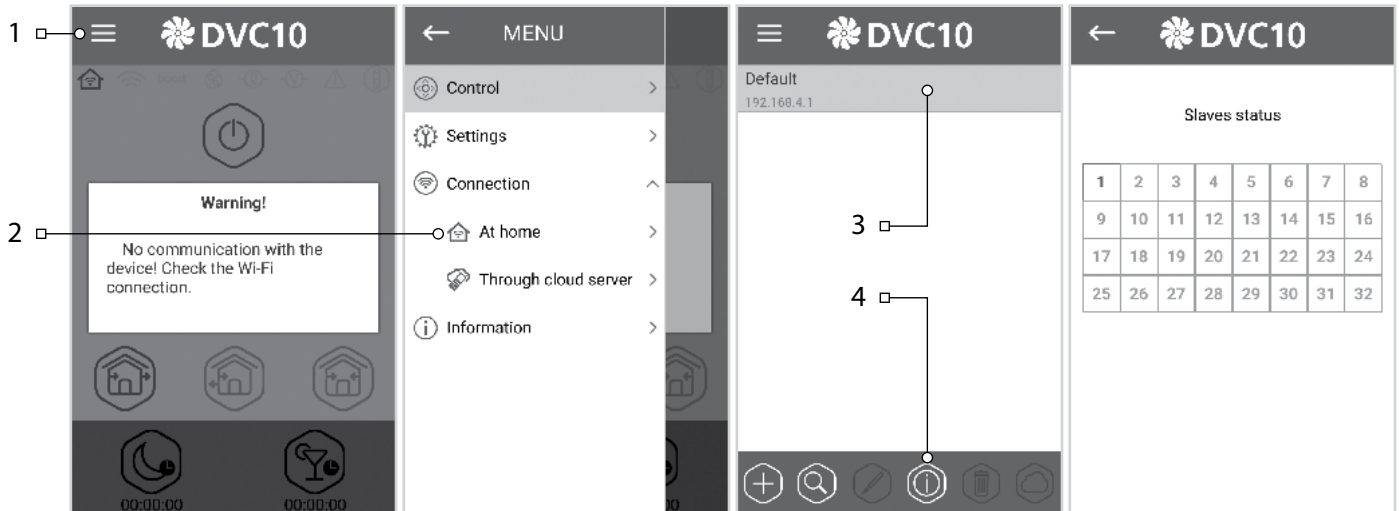 1
DVC10
boost
Warning!
No communication with the
device! Check the Wi-Fi
connection.
00:00:00 00:00:00
2
MENU
Control
Settings
Connection
At home
Through cloud server
Information
DVC10
Default
192.168.4.1
3
4
DVC10
Slaves status
1 2 3 4 5 6 7 8
9 10 11 12 13 14 15 16
17 18 19 20 21 22 23 24
25 26 27 28 29 30 31 32